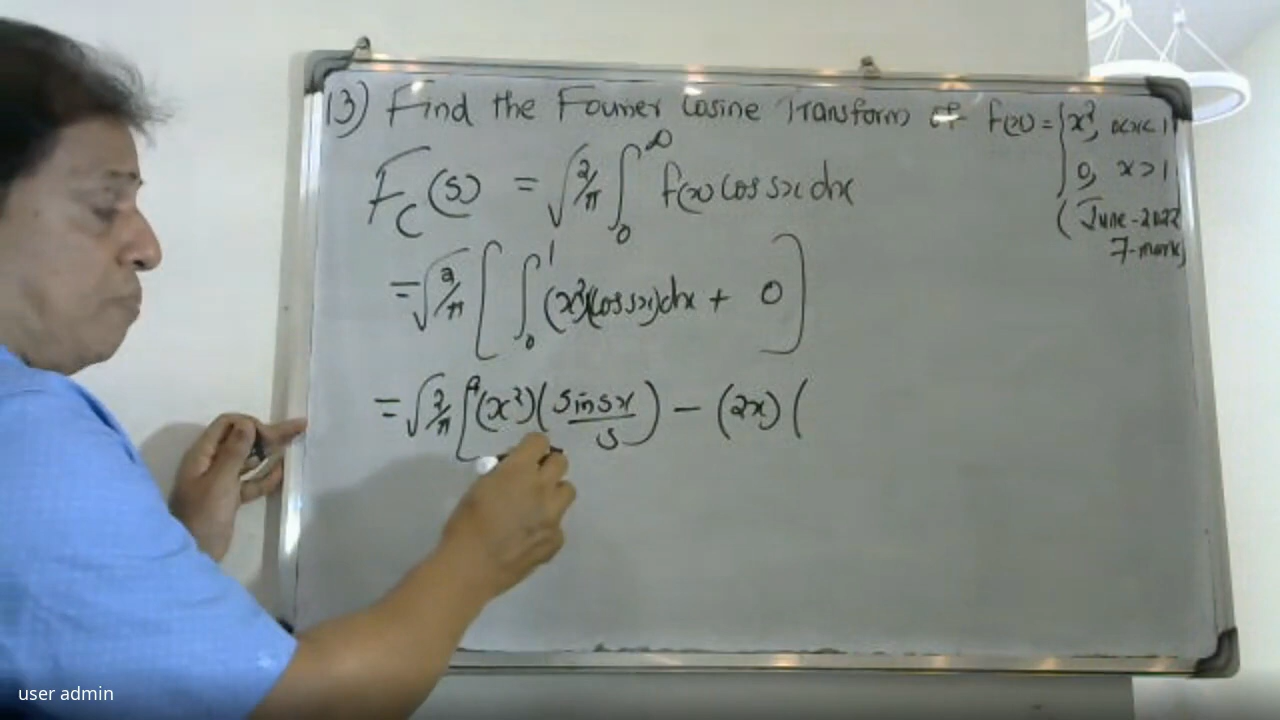 13) Find the Fourier Cosine Transform of f(x) = { x², 0<x<1
0, x>1
(June-2022
7-marks)
F_C(s) = √(2/π) ∫₀^∞ f(x) cos sx dx
= √(2/π) [ ∫₀¹ (x²)(cos sx) dx + 0 ]
= √(2/π) [ (x²)( sin sx / s ) − (2x) (
user admin